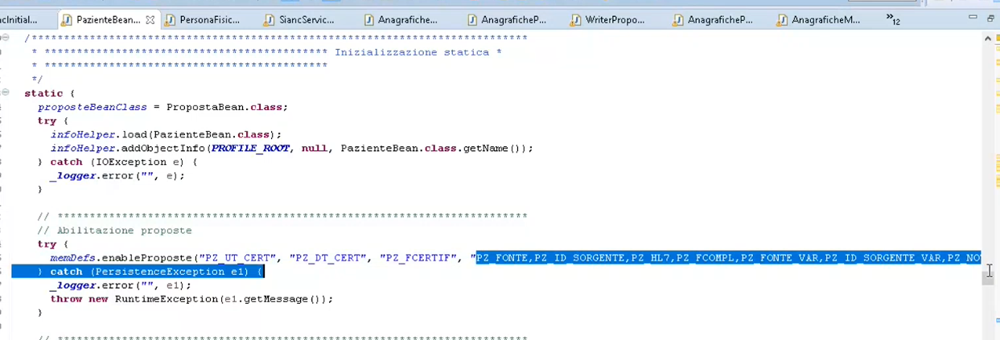 ncInitial...
PazienteBean...
PersonaFisic...
SiancServic...
Anagrafiche...
AnagraficheP...
WriterPropo...
AnagraficheP...
AnagraficheM...
»12
/*****************************************************************************
* ******************************************** Inizializzazione statica *
* ********************************************
*/
static {
proposteBeanClass = PropostaBean.class;
try {
infoHelper.load(PazienteBean.class);
infoHelper.addObjectInfo(PROFILE_ROOT, null, PazienteBean.class.getName());
} catch (IOException e) {
_logger.error("", e);
}
// *************************************************************************
// Abilitazione proposte
try {
memDefs.enableProposte("PZ_UT_CERT", "PZ_DT_CERT", "PZ_FCERTIF", "PZ_FONTE,PZ_ID_SORGENTE,PZ_HL7,PZ_FCOMPL,PZ_FONTE_VAR,PZ_ID_SORGENTE_VAR,PZ_NO
} catch (PersistenceException e1) {
_logger.error("", e1);
throw new RuntimeException(e1.getMessage());
}
// *************************************************************************